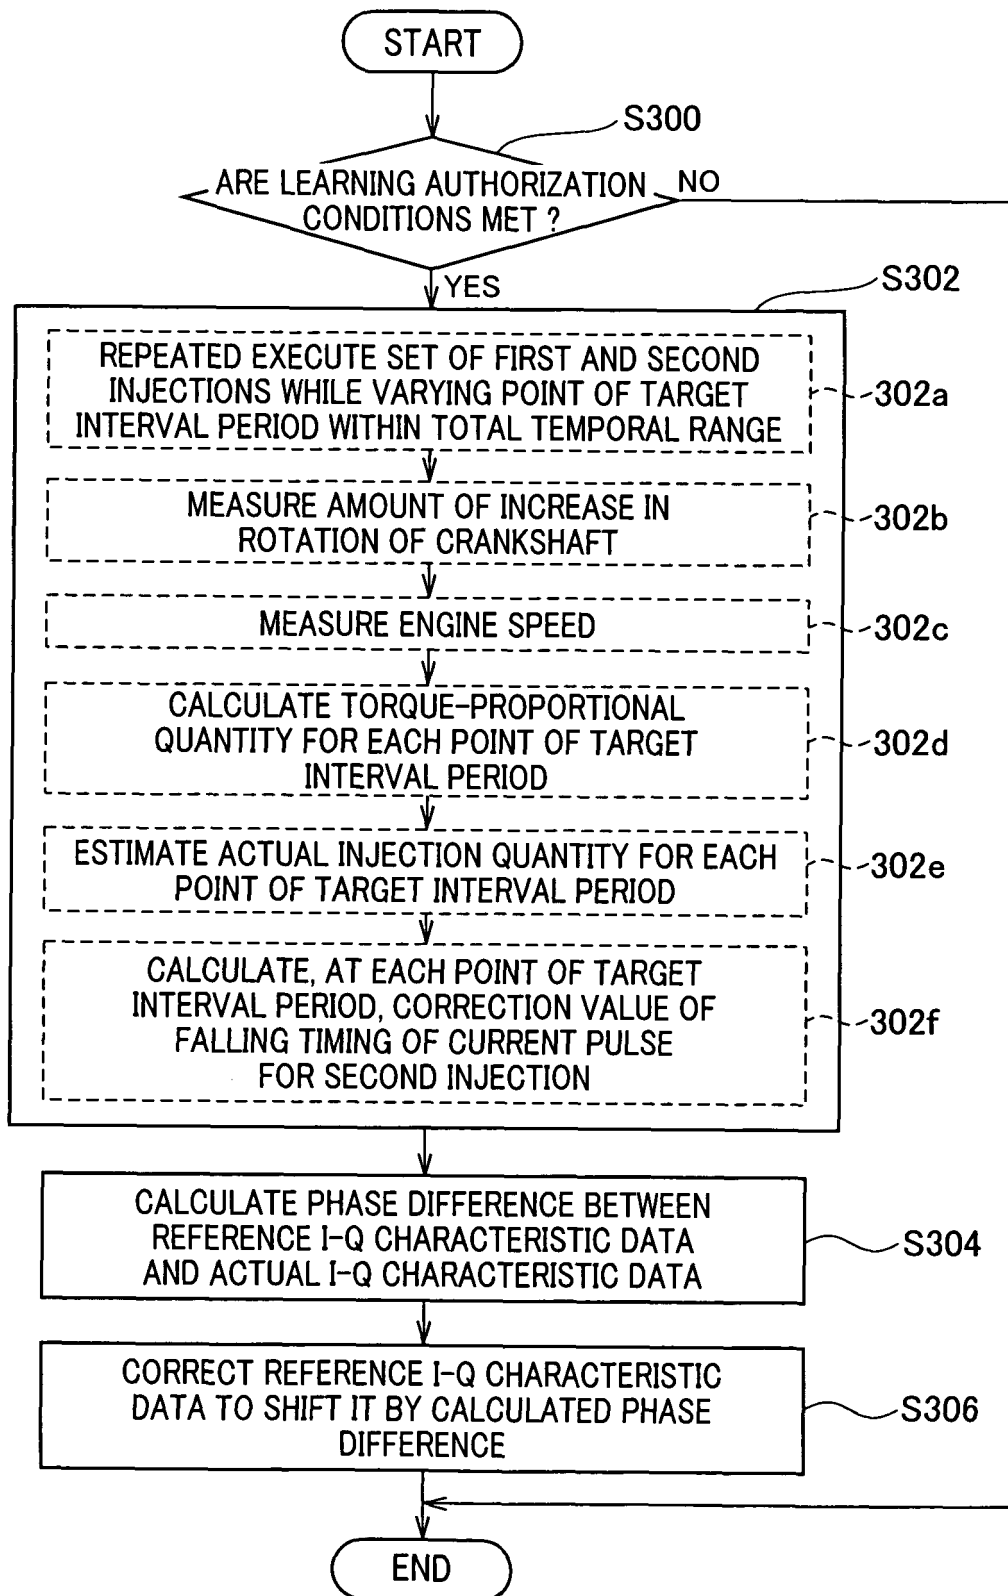 START
S300
ARE LEARNING AUTHORIZATION
CONDITIONS MET ?
NO
YES
S302
REPEATED EXECUTE SET OF FIRST AND SECOND
INJECTIONS WHILE VARYING POINT OF TARGET
INTERVAL PERIOD WITHIN TOTAL TEMPORAL RANGE
302a
MEASURE AMOUNT OF INCREASE IN
ROTATION OF CRANKSHAFT
302b
MEASURE ENGINE SPEED
302c
CALCULATE TORQUE-PROPORTIONAL
QUANTITY FOR EACH POINT OF TARGET
INTERVAL PERIOD
302d
ESTIMATE ACTUAL INJECTION QUANTITY FOR EACH
POINT OF TARGET INTERVAL PERIOD
302e
CALCULATE, AT EACH POINT OF TARGET
INTERVAL PERIOD, CORRECTION VALUE OF
FALLING TIMING OF CURRENT PULSE
FOR SECOND INJECTION
302f
CALCULATE PHASE DIFFERENCE BETWEEN
REFERENCE I-Q CHARACTERISTIC DATA
AND ACTUAL I-Q CHARACTERISTIC DATA
S304
CORRECT REFERENCE I-Q CHARACTERISTIC
DATA TO SHIFT IT BY CALCULATED PHASE
DIFFERENCE
S306
END